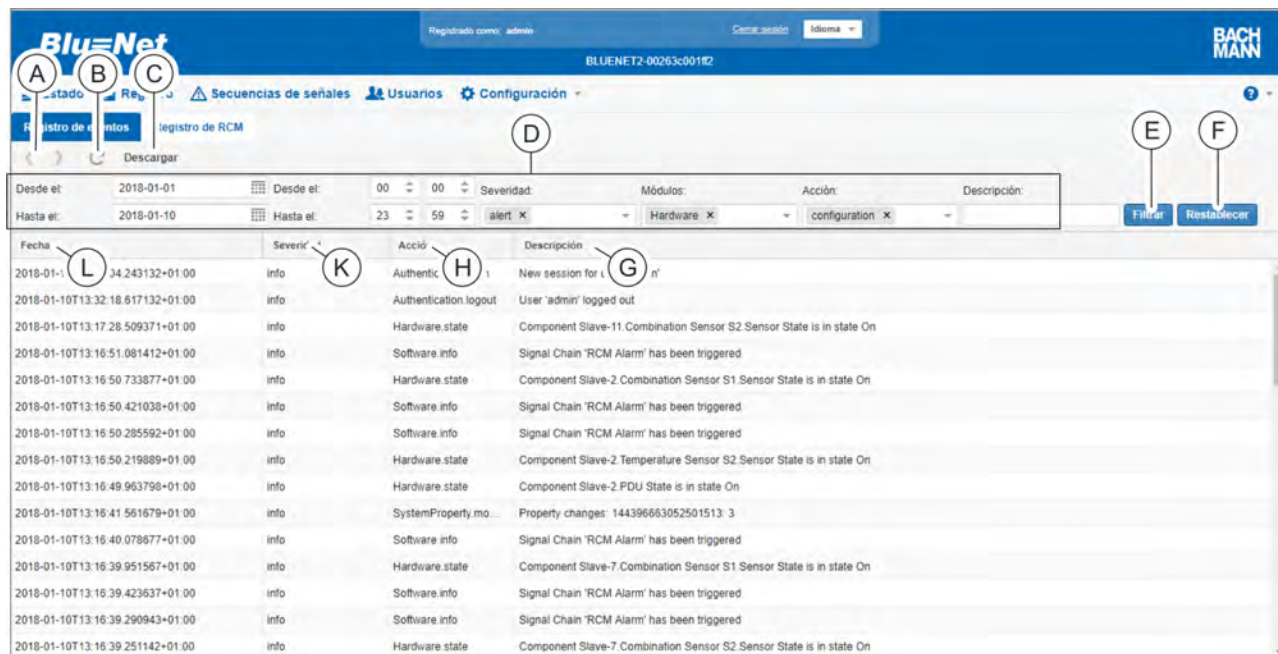 Blu=Net
Registrado como: admin
Cerrar sesión
Idioma
BACH
MANN
BLUENET2-00263c001ff2
A
B
C
Secuencias de señales
Usuarios
Configuración
?
Registro de RCM
D
E
F
Descargar
Desde el: 2018-01-01 Desde el: 00 00 Severidad: Módulos: Acción: Descripción:
Hasta el: 2018-01-10 Hasta el: 23 59 alert × Hardware × configuration × Filtrar Restablecer
Fecha Descripción
L K H G
2018-01- 04.243132+01:00 info New session for
2018-01-10T13:32:18.617132+01:00 info Authentication.logout User 'admin' logged out
2018-01-10T13:17:28.509371+01:00 info Hardware.state Component Slave-11.Combination Sensor S2.Sensor State is in state On
2018-01-10T13:16:51.081412+01:00 info Software.info Signal Chain 'RCM Alarm' has been triggered
2018-01-10T13:16:50.733877+01:00 info Hardware.state Component Slave-2.Combination Sensor S1.Sensor State is in state On
2018-01-10T13:16:50.421038+01:00 info Software.info Signal Chain 'RCM Alarm' has been triggered
2018-01-10T13:16:50.285592+01:00 info Software.info Signal Chain 'RCM Alarm' has been triggered
2018-01-10T13:16:50.219889+01:00 info Hardware.state Component Slave-2.Temperature Sensor S2.Sensor State is in state On
2018-01-10T13:16:49.963798+01:00 info Hardware.state Component Slave-2.PDU State is in state On
2018-01-10T13:16:41.561679+01:00 info SystemProperty.mo... Property changes: 144396663052501513: 3
2018-01-10T13:16:40.078677+01:00 info Software.info Signal Chain 'RCM Alarm' has been triggered
2018-01-10T13:16:39.951567+01:00 info Hardware.state Component Slave-7.Combination Sensor S1.Sensor State is in state On
2018-01-10T13:16:39.423637+01:00 info Software.info Signal Chain 'RCM Alarm' has been triggered
2018-01-10T13:16:39.290943+01:00 info Software.info Signal Chain 'RCM Alarm' has been triggered
2018-01-10T13:16:39.251142+01:00 info Hardware.state Component Slave-7.Combination Sensor S2.Sensor State is in state On